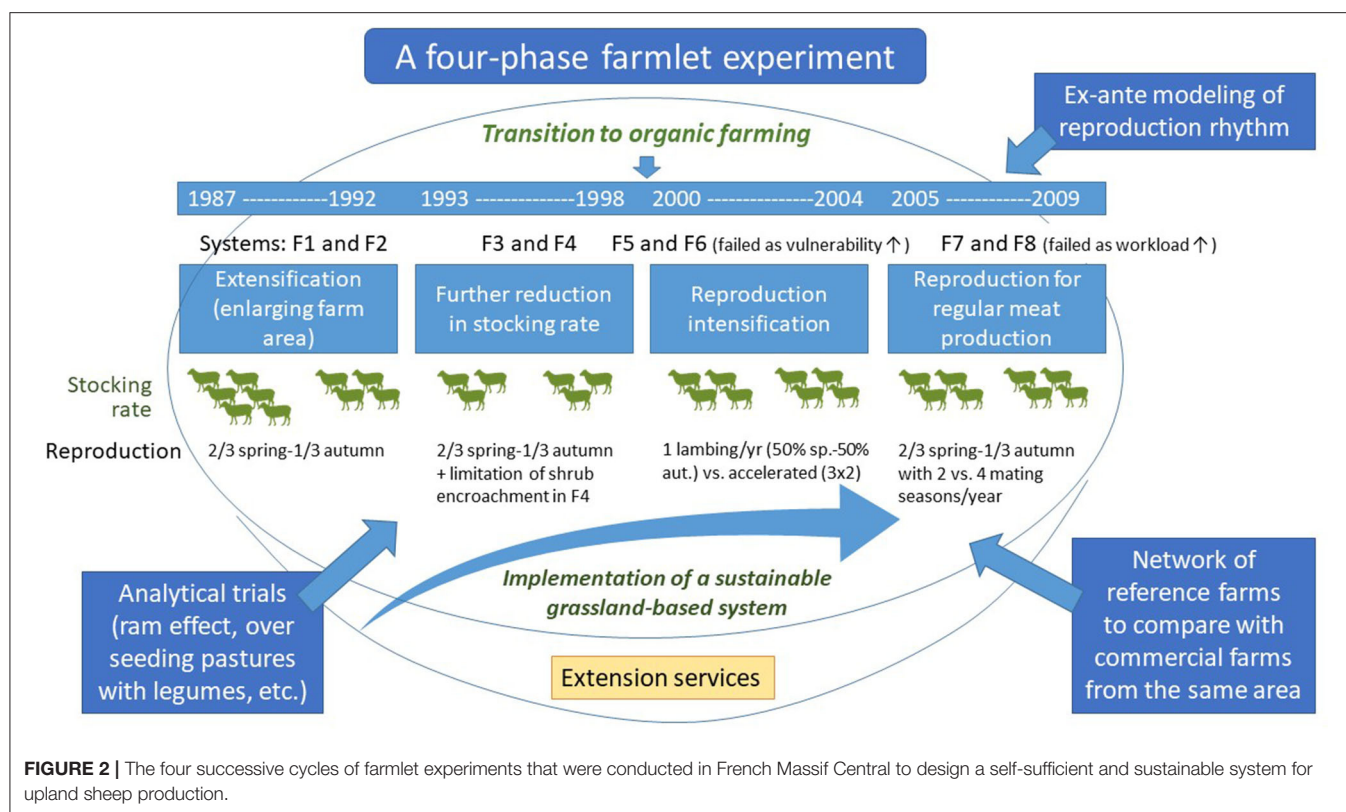 A four-phase farmlet experiment
Ex-ante modeling of
reproduction rhythm
Transition to organic farming
1987 ------------1992
1993 --------------1998
2000 ---------------2004
2005 ------------2009
Systems: F1 and F2
F3 and F4
F5 and F6 (failed as vulnerability ↑)
F7 and F8 (failed as workload ↑)
Extensification
(enlarging farm
area)
Further reduction
in stocking rate
Reproduction
intensification
Reproduction for
regular meat
production
Stocking
rate
Reproduction
2/3 spring-1/3 autumn
2/3 spring-1/3 autumn
+ limitation of shrub
encroachment in F4
1 lambing/yr (50% sp.-50%
aut.) vs. accelerated (3x2)
2/3 spring-1/3 autumn
with 2 vs. 4 mating
seasons/year
Analytical trials
(ram effect, over
seeding pastures
with legumes, etc.)
Implementation of a sustainable
grassland-based system
Extension services
Network of
reference farms
to compare with
commercial farms
from the same area
FIGURE 2 | The four successive cycles of farmlet experiments that were conducted in French Massif Central to design a self-sufficient and sustainable system for
upland sheep production.